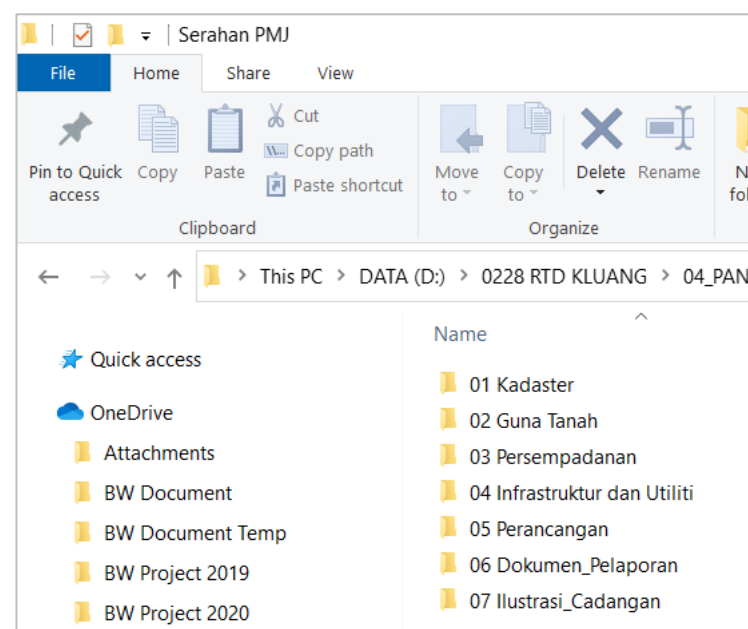 Serahan PMJ
File Home Share View
Pin to Quick access
Copy
Paste
Cut
Copy path
Paste shortcut
Move to
Copy to
Delete
Rename
Clipboard
Organize
This PC > DATA (D:) > 0228 RTD KLUANG > 04_PAN
Name
Quick access
OneDrive
Attachments
BW Document
BW Document Temp
BW Project 2019
BW Project 2020
01 Kadaster
02 Guna Tanah
03 Persempadanan
04 Infrastruktur dan Utiliti
05 Perancangan
06 Dokumen_Pelaporan
07 Ilustrasi_Cadangan